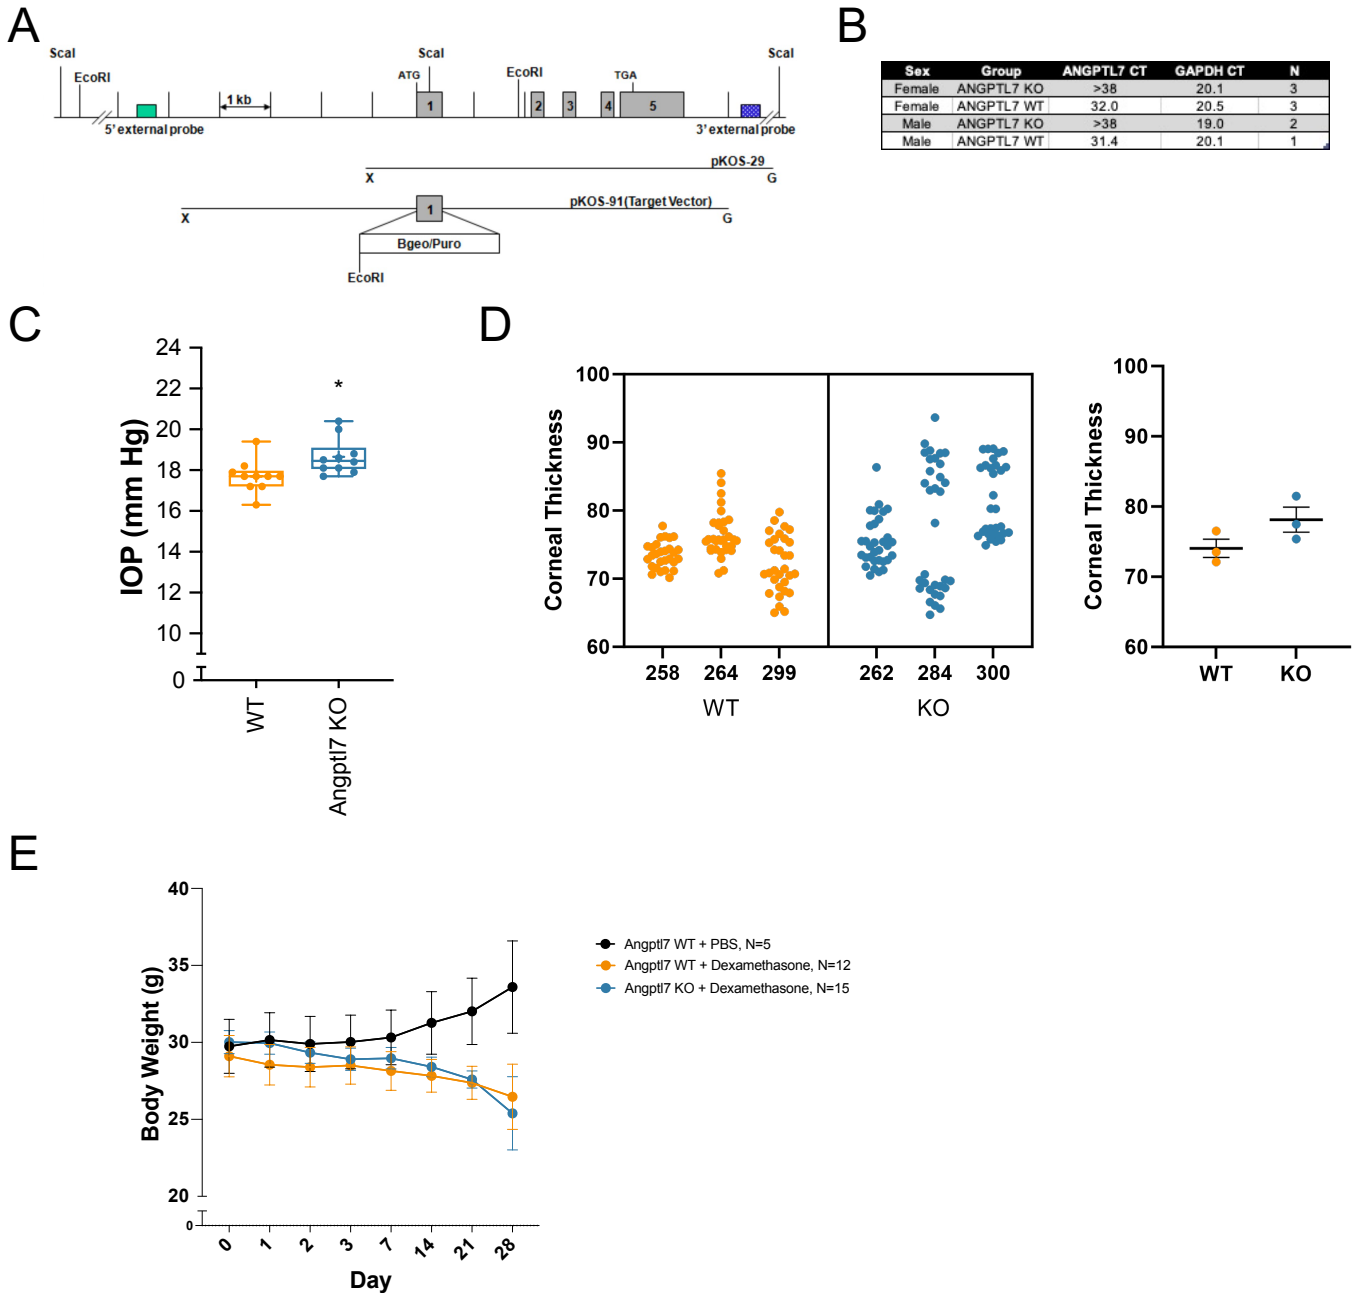 A
ScaI
ScaI
ScaI
EcoRI
ATG
EcoRI
TGA
1 kb
1
2
3
4
5
5' external probe
3' external probe
pKOS-29
X
G
pKOS-91(Target Vector)
X
1
G
Bgeo/Puro
EcoRI
B
Sex Group ANGPTL7 CT GAPDH CT N
Female ANGPTL7 KO >38 20.1 3
Female ANGPTL7 WT 32.0 20.5 3
Male ANGPTL7 KO >38 19.0 2
Male ANGPTL7 WT 31.4 20.1 1
C
IOP (mm Hg)
24
22
20
18
16
14
12
10
0
*
WT
Angptl7 KO
D
Corneal Thickness
100
90
80
70
60
258 264 299 262 284 300
WT KO
Corneal Thickness
100
90
80
70
60
WT KO
E
Body Weight (g)
40
35
30
25
20
0
0 1 2 3 7 14 21 28
Day
Angptl7 WT + PBS, N=5
Angptl7 WT + Dexamethasone, N=12
Angptl7 KO + Dexamethasone, N=15